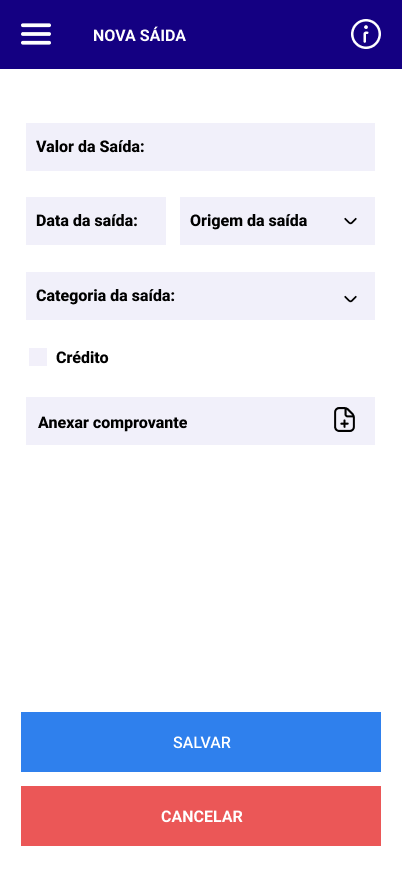 NOVA SÁIDA
Valor da Saída:
Data da saída:
Origem da saída
Categoria da saída:
Crédito
Anexar comprovante
SALVAR
CANCELAR